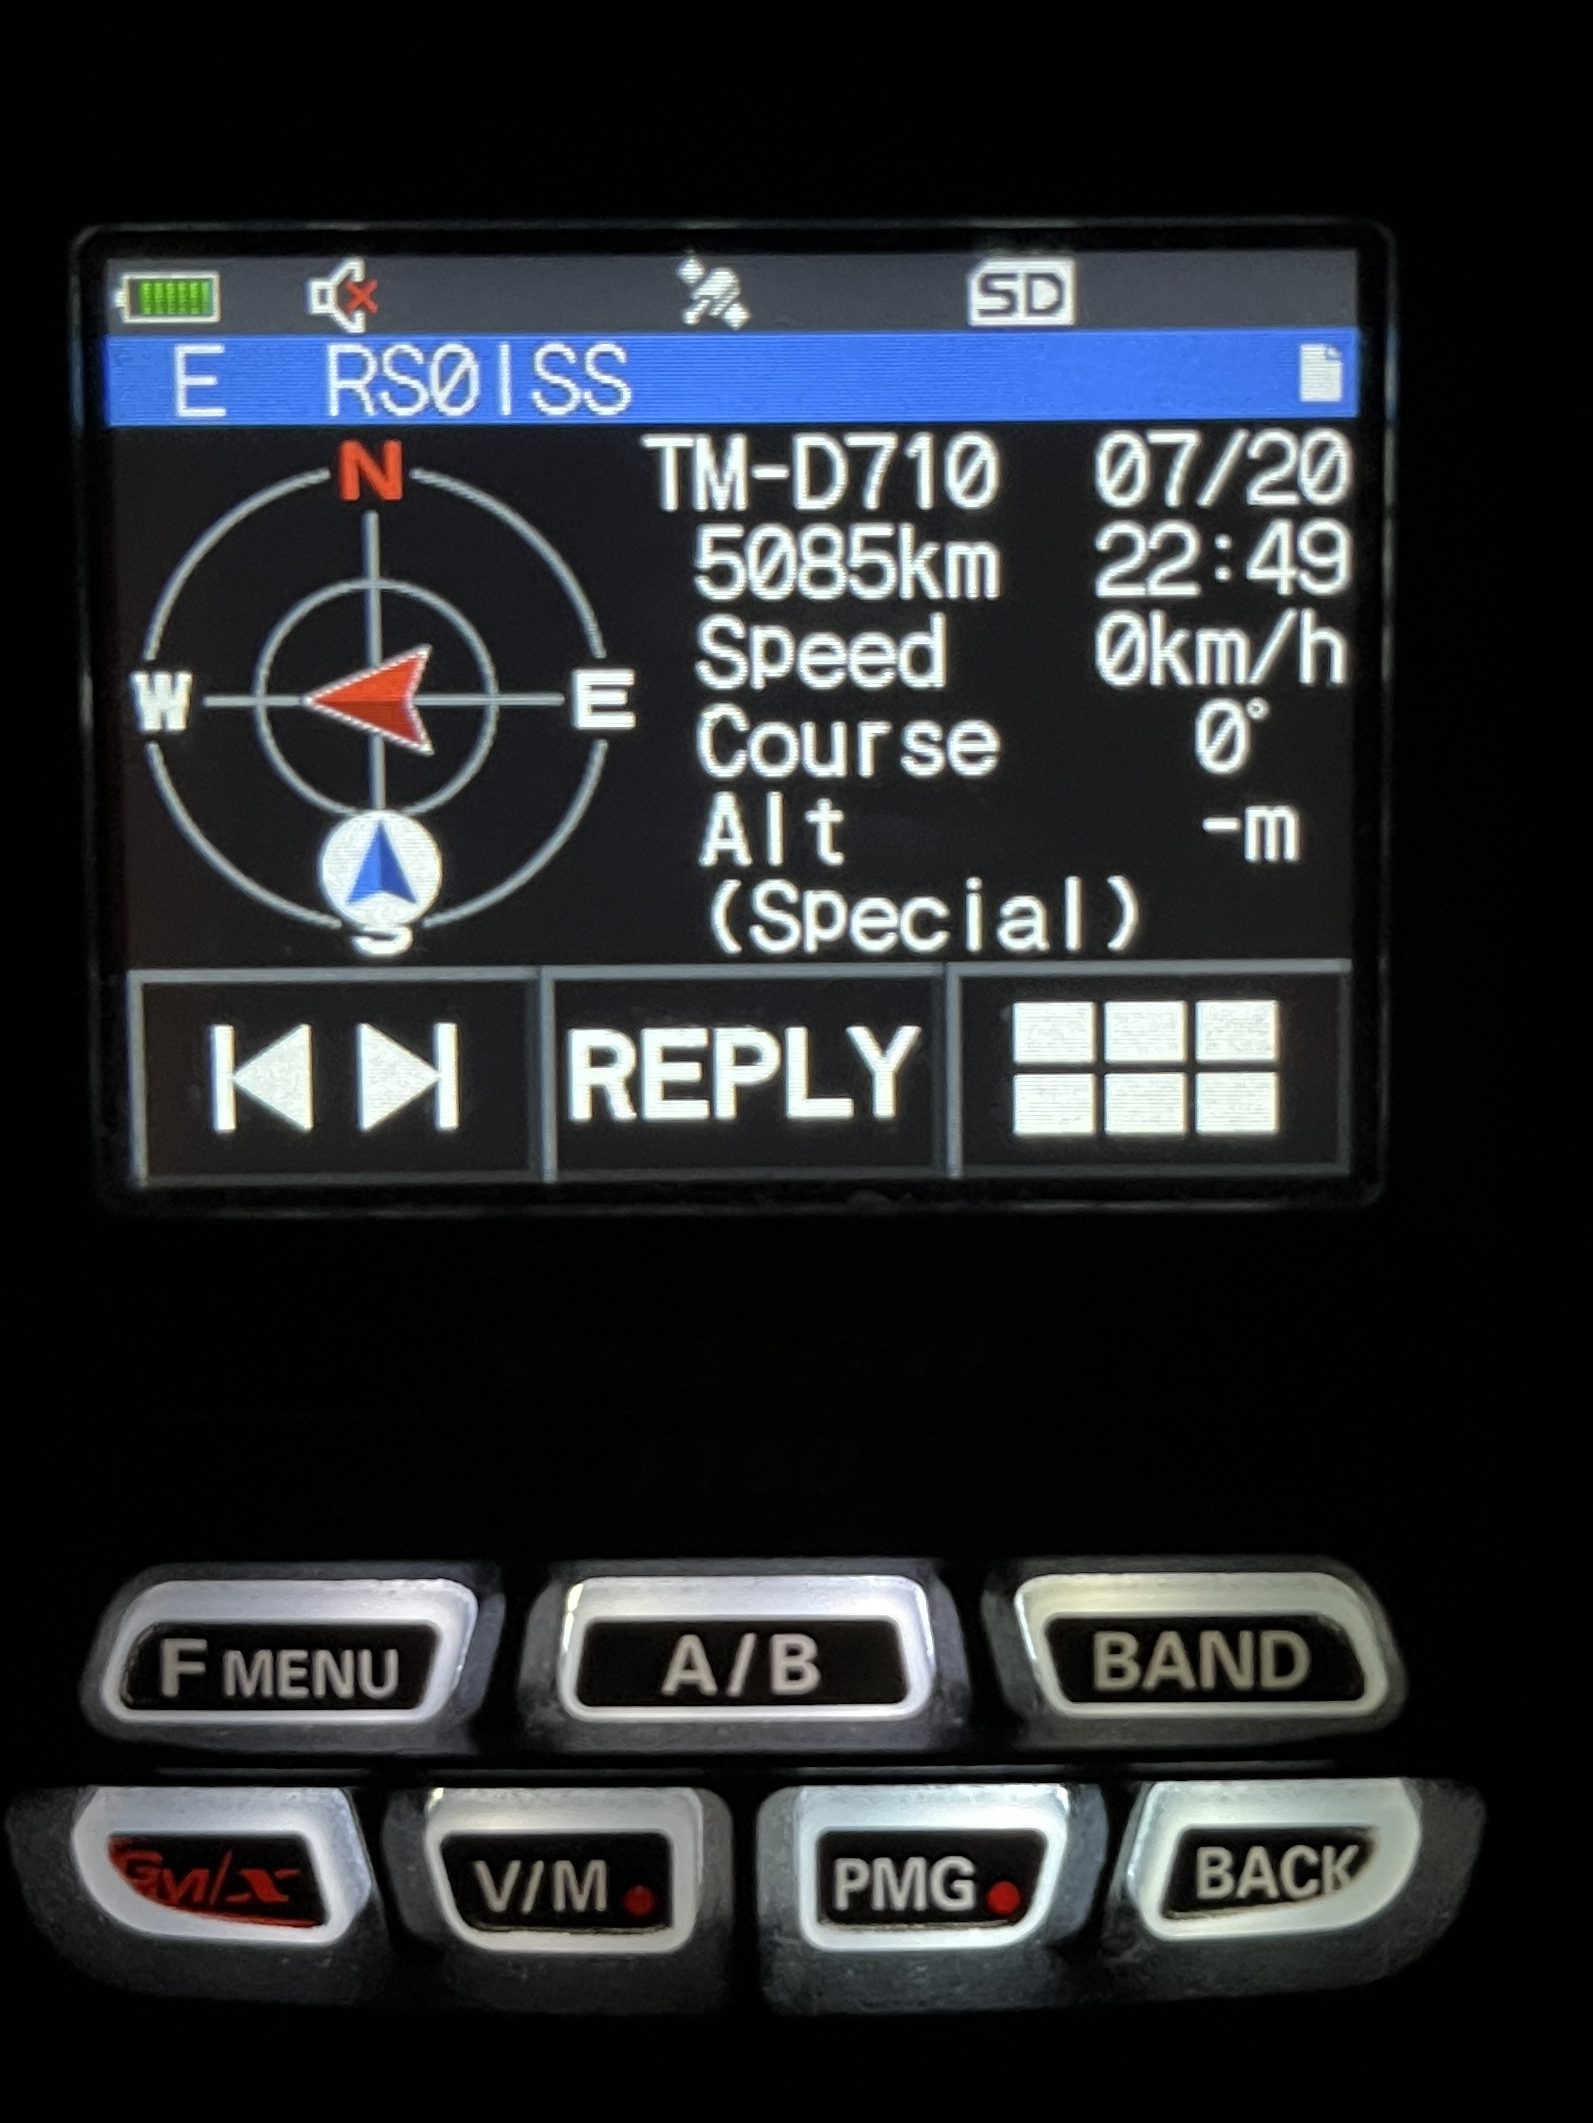 SD
E RS0ISS
N
TM-D710 07/20
5085km 22:49
Speed 0km/h
W E
Course 0°
Alt -m
S
(Special)
REPLY
F MENU A/B BAND
GM/X V/M PMG BACK